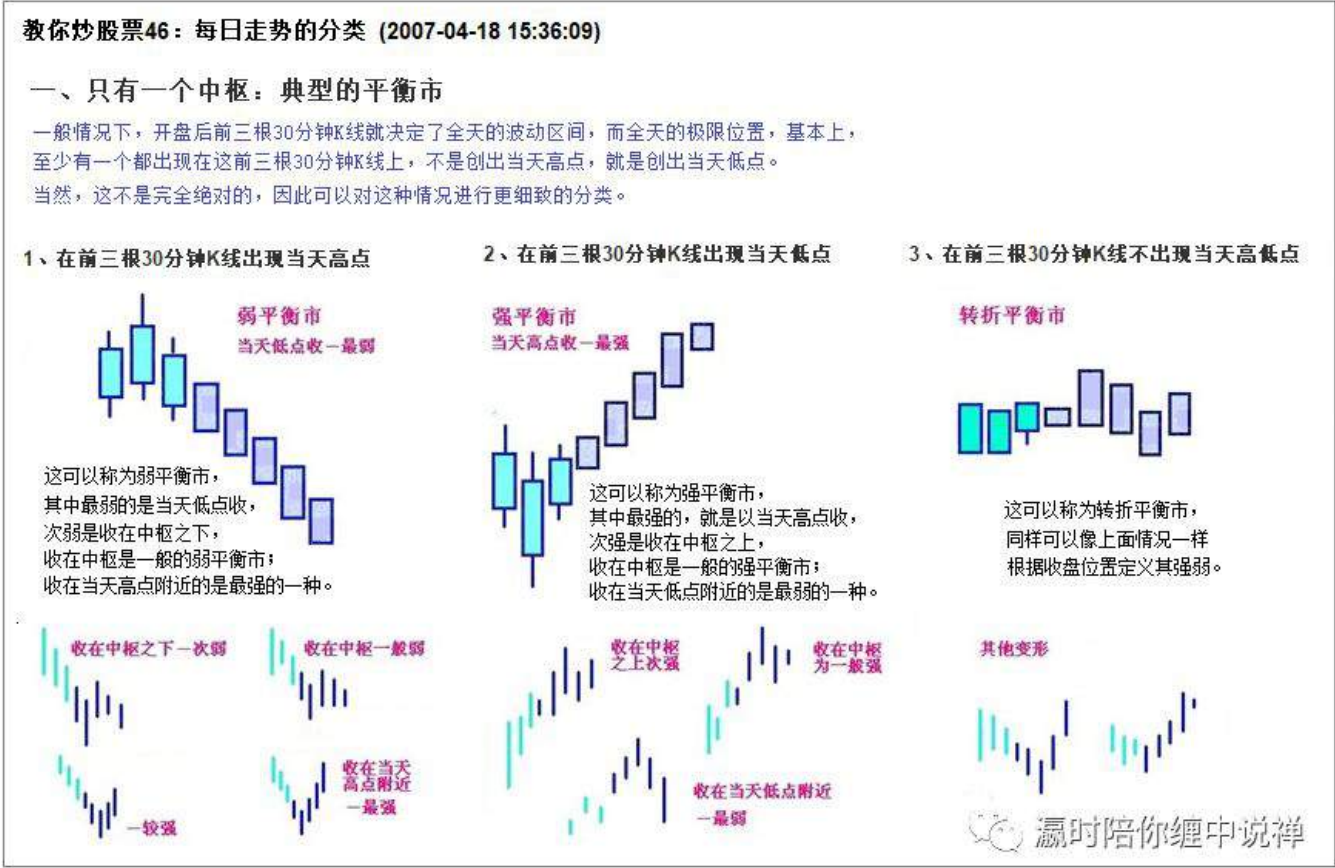 教你炒股票46：每日走势的分类 (2007-04-18 15:36:09)
一、只有一个中枢：典型的平衡市
一般情况下，开盘后前三根30分钟K线就决定了全天的波动区间，而全天的极限位置，基本上，
至少有一个都出现在这前三根30分钟K线上，不是创出当天高点，就是创出当天低点。
当然，这不是完全绝对的，因此可以对这种情况进行更细致的分类。
1、在前三根30分钟K线出现当天高点
弱平衡市
当天低点收－最弱
这可以称为弱平衡市，
其中最弱的是当天低点收，
次弱是收在中枢之下，
收在中枢是一般的弱平衡市；
收在当天高点附近的是最强的一种。
收在中枢之下－次弱
收在中枢一般弱
－较强
收在当天
高点附近
－最强
2、在前三根30分钟K线出现当天低点
强平衡市
当天高点收－最强
这可以称为强平衡市，
其中最强的，就是以当天高点收，
次强是收在中枢之上，
收在中枢是一般的强平衡市；
收在当天低点附近的是最弱的一种。
收在中枢
之上次强
收在中枢
为一般强
收在当天低点附近
－最弱
3、在前三根30分钟K线不出现当天高低点
转折平衡市
这可以称为转折平衡市，
同样可以像上面情况一样
根据收盘位置定义其强弱。
其他变形
瀛时陪你缠中说禅